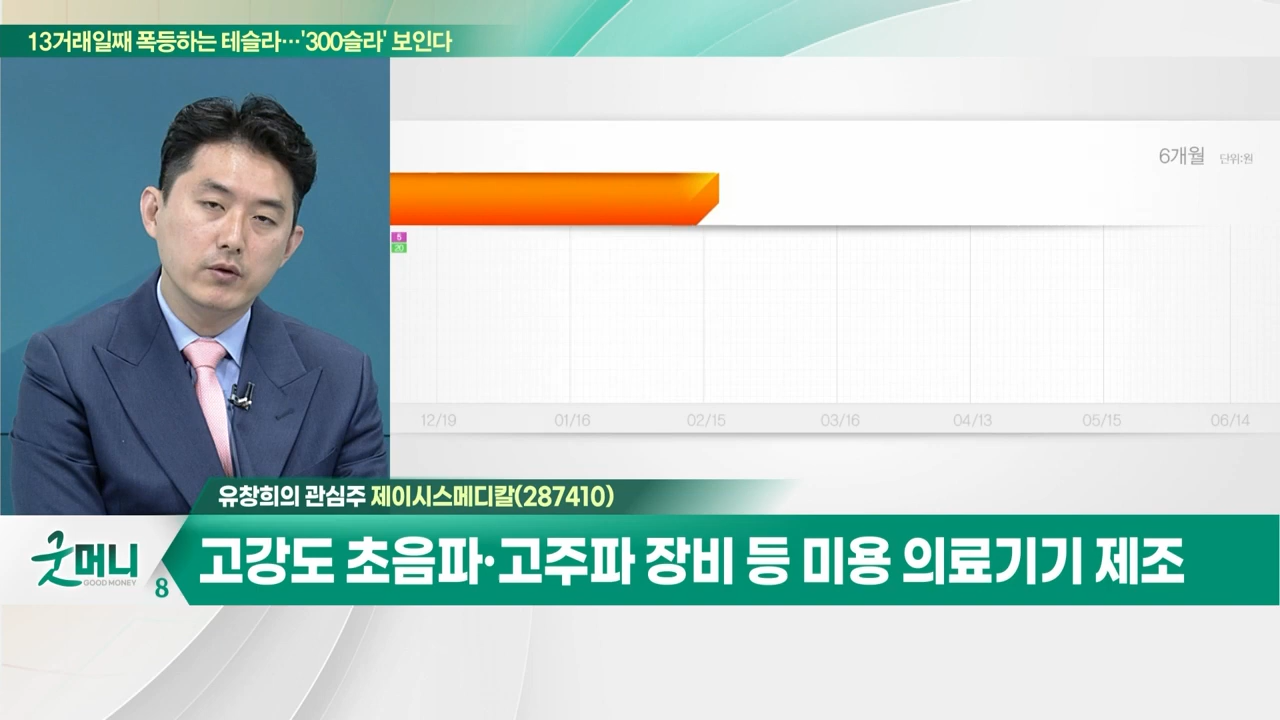 13거래일째 폭등하는 테슬라…'300슬라' 보인다
6개월 단위:원
5
20
12/19 01/16 02/15 03/16 04/13 05/15 06/14
유창희의 관심주 제이시스메디칼(287410)
굿머니
GOOD MONEY
8
고강도 초음파·고주파 장비 등 미용 의료기기 제조